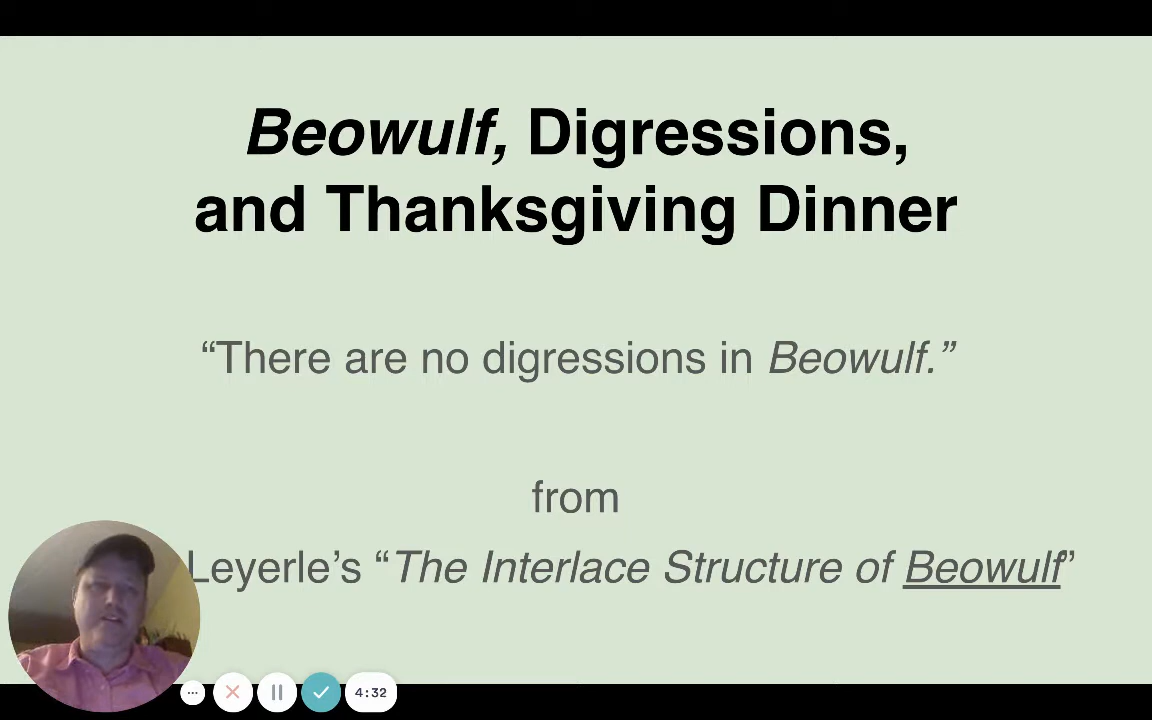 Beowulf, Digressions,
and Thanksgiving Dinner
“There are no digressions in Beowulf.”
from
Leyerle’s “The Interlace Structure of Beowulf”
4:32